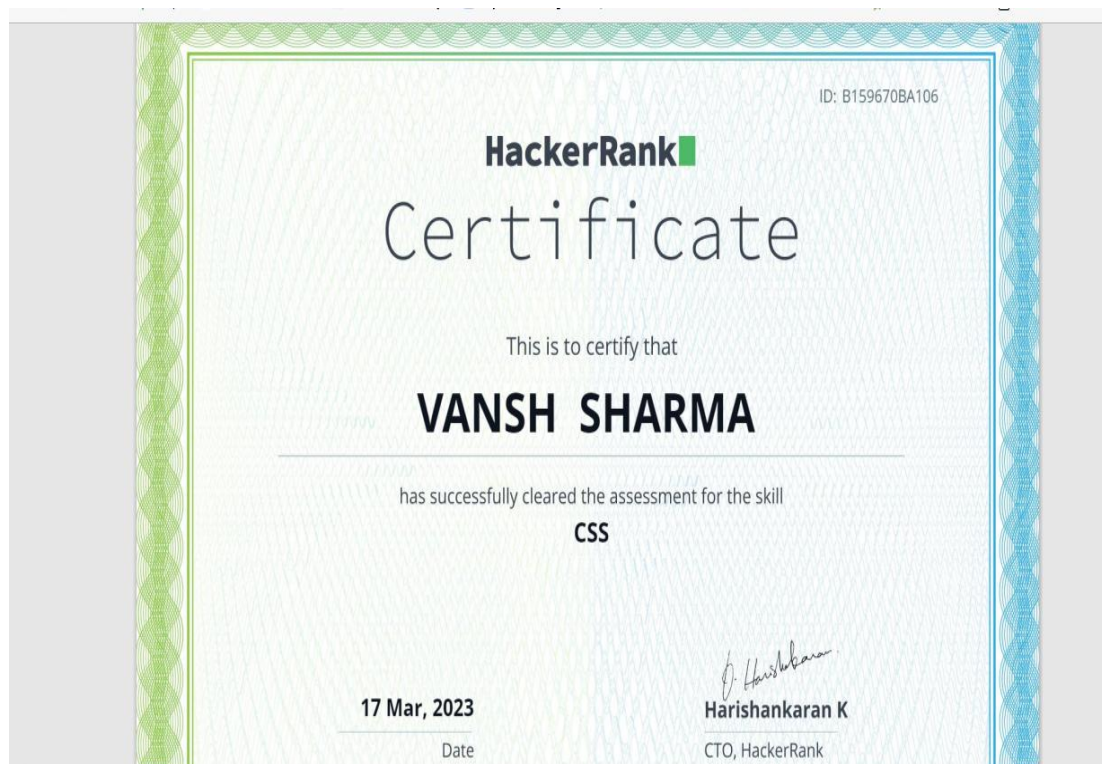 ID: B159670BA106
HackerRank
Certificate
This is to certify that
VANSH SHARMA
has successfully cleared the assessment for the skill
CSS
17 Mar, 2023
Harishankaran K
Date
CTO, HackerRank